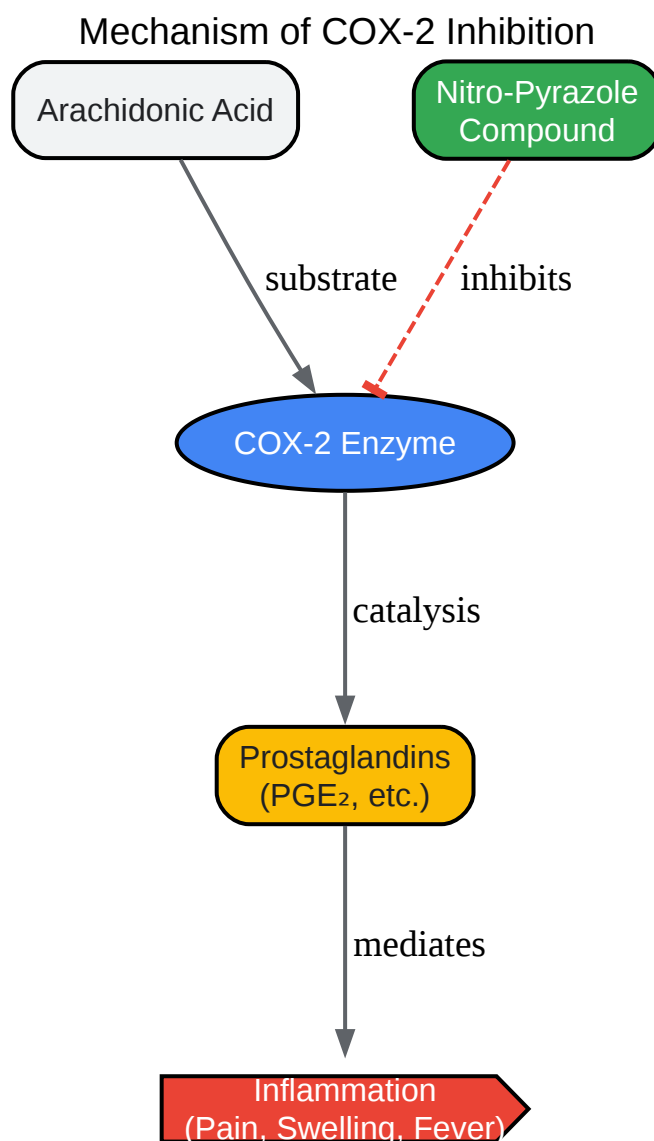 Mechanism of COX-2 Inhibition
Arachidonic Acid
Nitro-Pyrazole
Compound
substrate
inhibits
COX-2 Enzyme
catalysis
Prostaglandins
(PGE₂, etc.)
mediates
Inflammation
(Pain, Swelling, Fever)